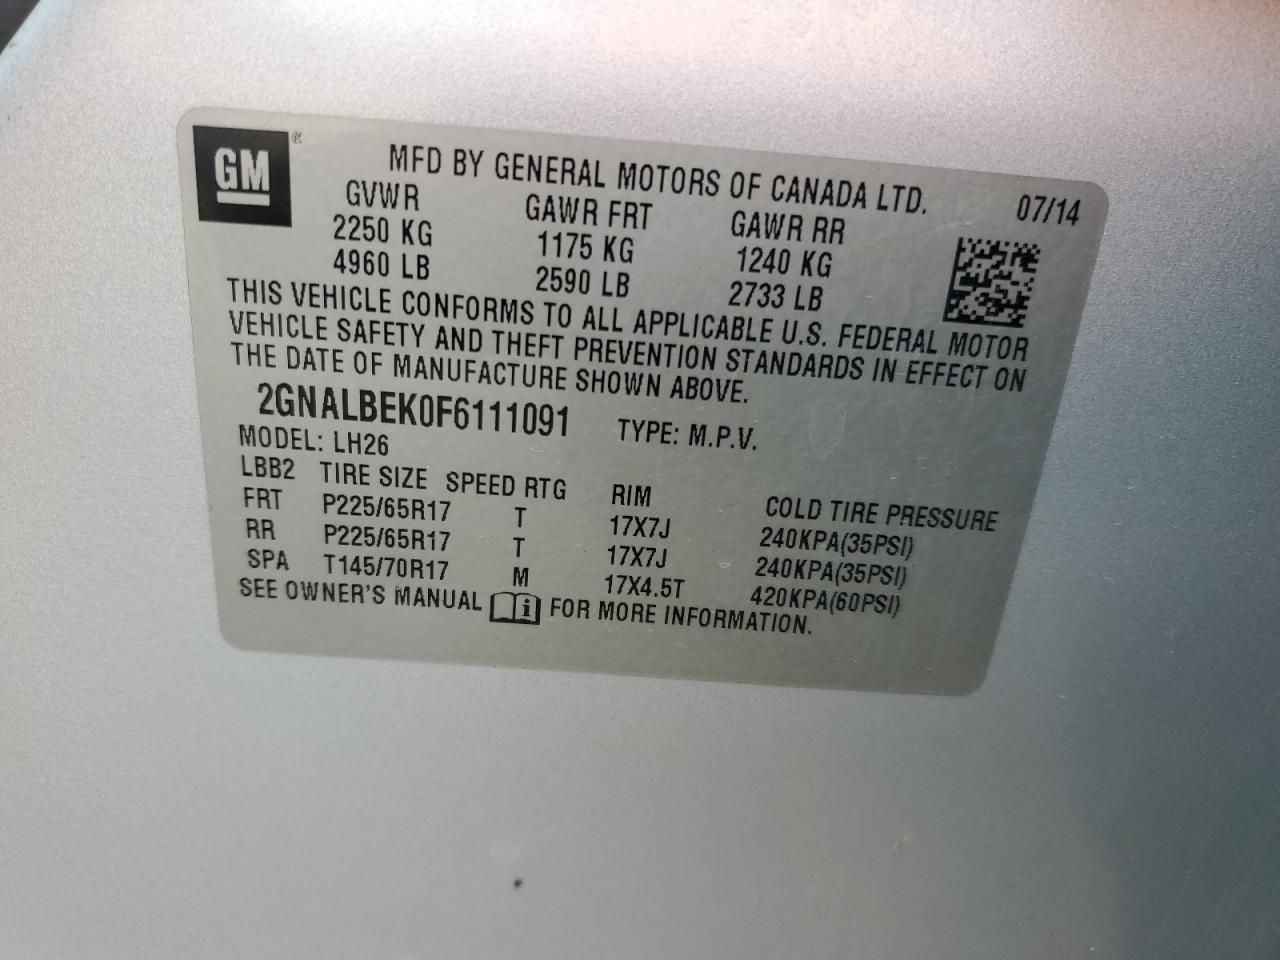 GM ®
MFD BY GENERAL MOTORS OF CANADA LTD. 07/14
GVWR GAWR FRT GAWR RR
2250 KG 1175 KG 1240 KG
4960 LB 2590 LB 2733 LB
THIS VEHICLE CONFORMS TO ALL APPLICABLE U.S. FEDERAL MOTOR
VEHICLE SAFETY AND THEFT PREVENTION STANDARDS IN EFFECT ON
THE DATE OF MANUFACTURE SHOWN ABOVE.
2GNALBEK0F6111091 TYPE: M.P.V.
MODEL: LH26
LBB2 TIRE SIZE SPEED RTG RIM COLD TIRE PRESSURE
FRT P225/65R17 T 17X7J 240KPA(35PSI)
RR P225/65R17 T 17X7J 240KPA(35PSI)
SPA T145/70R17 M 17X4.5T 420KPA(60PSI)
SEE OWNER'S MANUAL i FOR MORE INFORMATION.